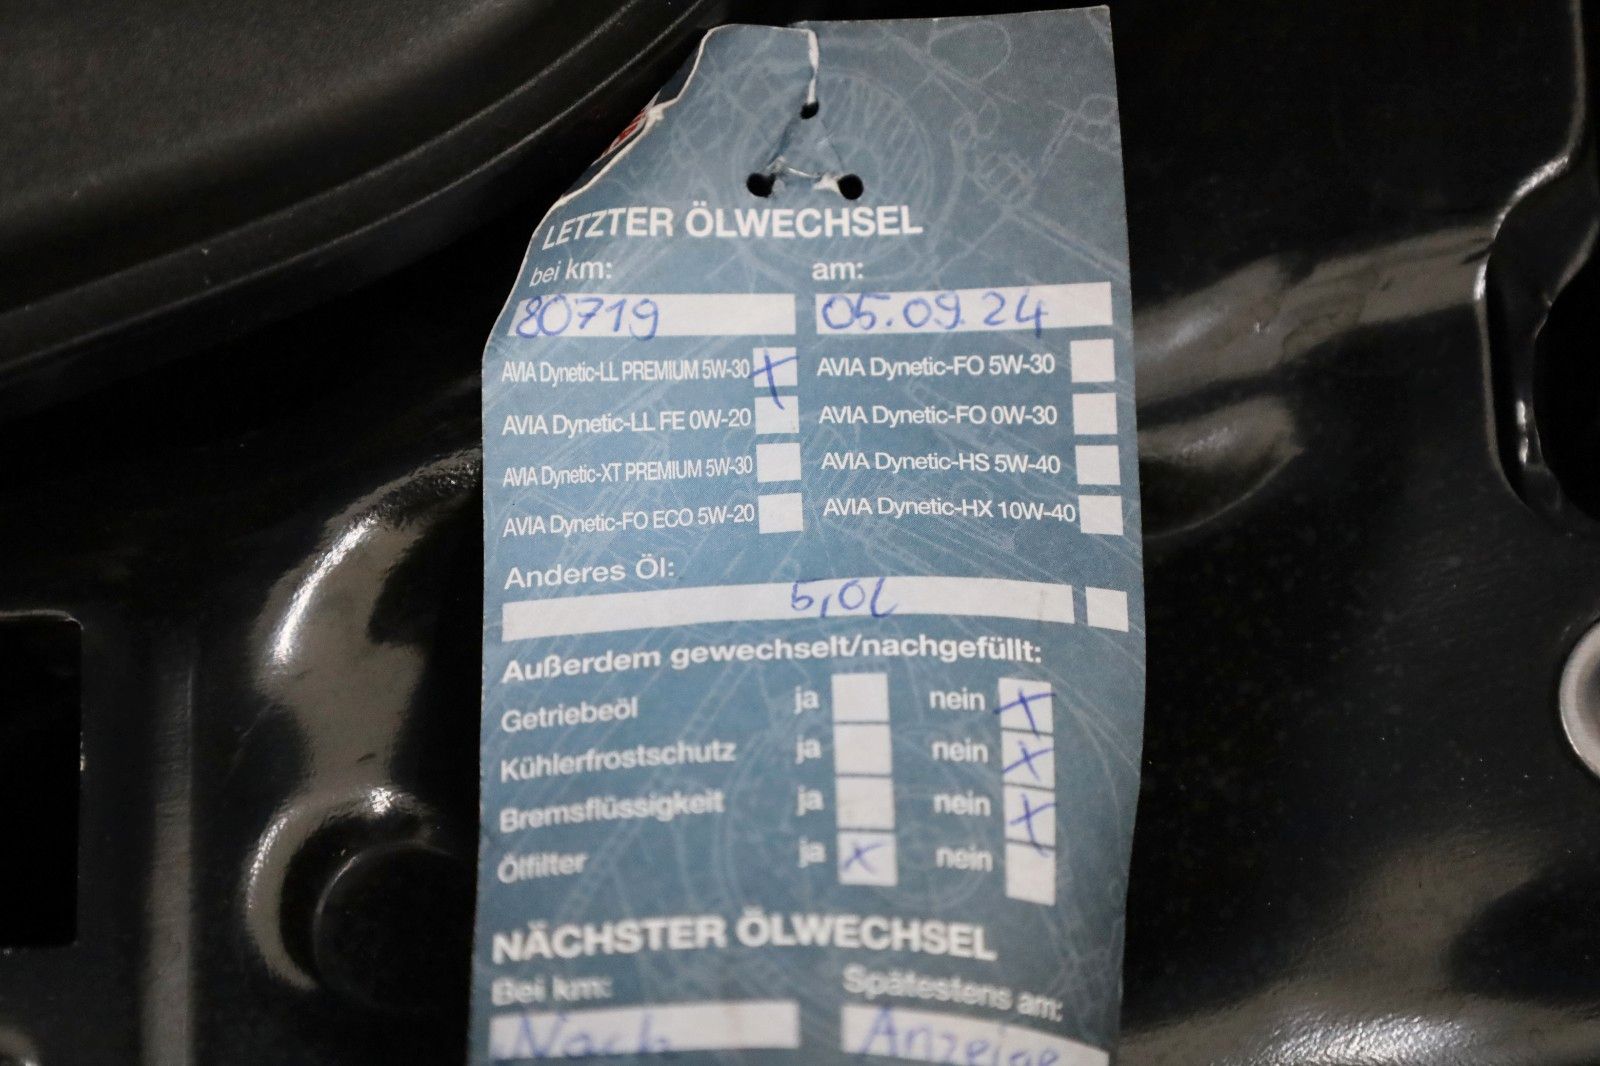 LETZTER ÖLWECHSEL
bei km: am:
80719 05.09.24
AVIA Dynetic-LL PREMIUM 5W-30 X AVIA Dynetic-FO 5W-30
AVIA Dynetic-LL FE 0W-20 AVIA Dynetic-FO 0W-30
AVIA Dynetic-XT PREMIUM 5W-30 AVIA Dynetic-HS 5W-40
AVIA Dynetic-FO ECO 5W-20 AVIA Dynetic-HX 10W-40
Anderes Öl:
5,0L
Außerdem gewechselt/nachgefüllt:
Getriebeöl ja nein X
Kühlerfrostschutz ja nein X
Bremsflüssigkeit ja nein X
Ölfilter ja X nein
NÄCHSTER ÖLWECHSEL
Bei km: Spätestens am:
Nach Anzeige